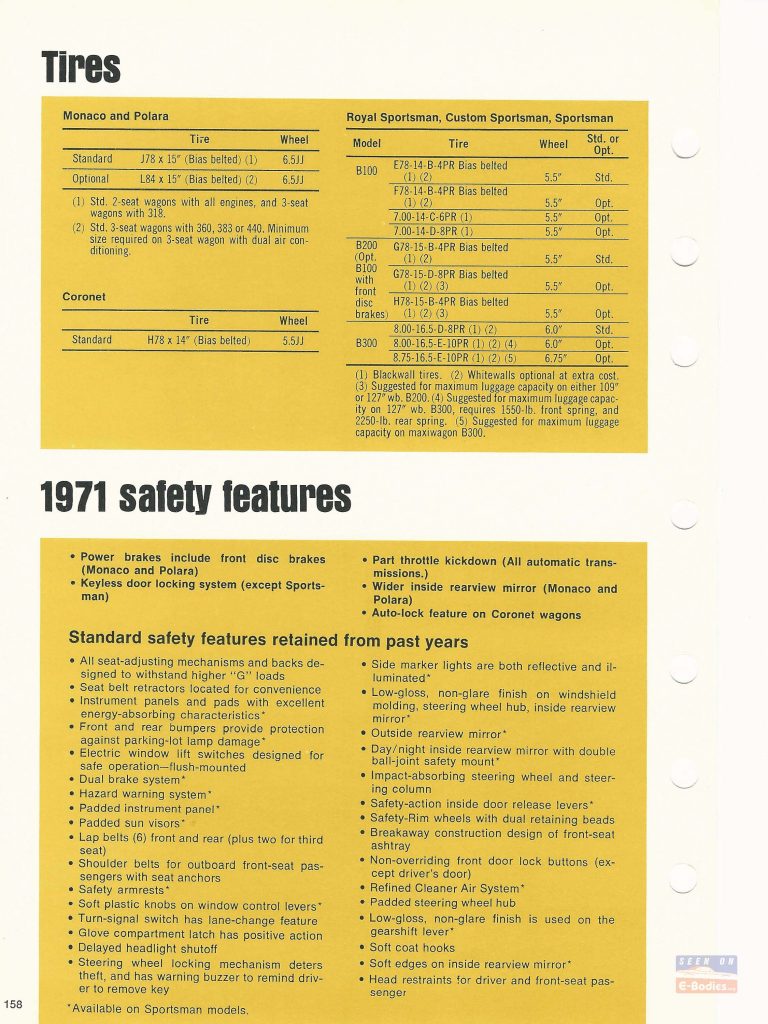 Tires
Monaco and Polara
Tire Wheel
Standard J78 x 15" (Bias belted) (1) 6.5JJ
Optional L84 x 15" (Bias belted) (2) 6.5JJ
(1) Std. 2-seat wagons with all engines, and 3-seat
wagons with 318.
(2) Std. 3-seat wagons with 360, 383 or 440. Minimum
size required on 3-seat wagon with dual air con-
ditioning.
Coronet
Tire Wheel
Standard H78 x 14" (Bias belted) 5.5JJ
Royal Sportsman, Custom Sportsman, Sportsman
Model Tire Wheel Std. or
Opt.
B100 E78-14-B-4PR Bias belted
(1) (2) 5.5" Std.
F78-14-B-4PR Bias belted
(1) (2) 5.5" Opt.
7.00-14-C-6PR (1) 5.5" Opt.
7.00-14-D-8PR (1) 5.5" Opt.
B200 G78-15-B-4PR Bias belted
(Opt. (1) (2) 5.5" Std.
B100 G78-15-D-8PR Bias belted
with (1) (2) (3) 5.5" Opt.
front
disc H78-15-B-4PR Bias belted
brakes) (1) (2) (3) 5.5" Opt.
8.00-16.5-D-8PR (1) (2) 6.0" Std.
B300 8.00-16.5-E-10PR (1) (2) (4) 6.0" Opt.
8.75-16.5-E-10PR (1) (2) (5) 6.75" Opt.
(1) Blackwall tires. (2) Whitewalls optional at extra cost.
(3) Suggested for maximum luggage capacity on either 109"
or 127" wb. B200. (4) Suggested for maximum luggage capac-
ity on 127" wb. B300, requires 1550-lb. front spring, and
2250-lb. rear spring. (5) Suggested for maximum luggage
capacity on maxiwagon B300.
1971 safety features
• Power brakes include front disc brakes
(Monaco and Polara)
• Keyless door locking system (except Sports-
man)
• Part throttle kickdown (All automatic trans-
missions.)
• Wider inside rearview mirror (Monaco and
Polara)
• Auto-lock feature on Coronet wagons
Standard safety features retained from past years
• All seat-adjusting mechanisms and backs de-
signed to withstand higher "G" loads
• Seat belt retractors located for convenience
• Instrument panels and pads with excellent
energy-absorbing characteristics*
• Front and rear bumpers provide protection
against parking-lot lamp damage*
• Electric window lift switches designed for
safe operation—flush-mounted
• Dual brake system*
• Hazard warning system*
• Padded instrument panel*
• Padded sun visors*
• Lap belts (6) front and rear (plus two for third
seat)
• Shoulder belts for outboard front-seat pas-
sengers with seat anchors
• Safety armrests*
• Soft plastic knobs on window control levers*
• Turn-signal switch has lane-change feature
• Glove compartment latch has positive action
• Delayed headlight shutoff
• Steering wheel locking mechanism deters
theft, and has warning buzzer to remind driv-
er to remove key
• Side marker lights are both reflective and il-
luminated*
• Low-gloss, non-glare finish on windshield
molding, steering wheel hub, inside rearview
mirror*
• Outside rearview mirror*
• Day/night inside rearview mirror with double
ball-joint safety mount*
• Impact-absorbing steering wheel and steer-
ing column
• Safety-action inside door release levers*
• Safety-Rim wheels with dual retaining beads
• Breakaway construction design of front-seat
ashtray
• Non-overriding front door lock buttons (ex-
cept driver's door)
• Refined Cleaner Air System*
• Padded steering wheel hub
• Low-gloss, non-glare finish is used on the
gearshift lever*
• Soft coat hooks
• Soft edges on inside rearview mirror*
• Head restraints for driver and front-seat pas-
senger
*Available on Sportsman models.
158
SEEN ON
E-Bodies